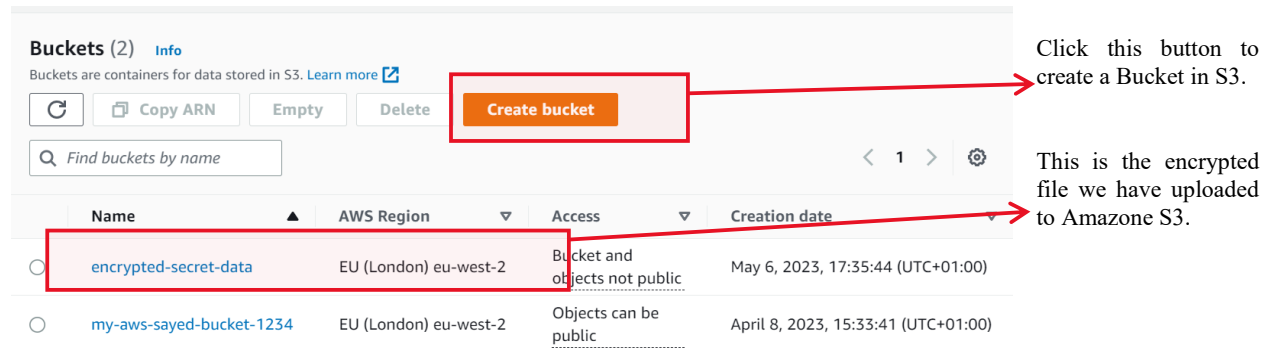 Buckets (2) Info
Buckets are containers for data stored in S3. Learn more
Copy ARN Empty Delete Create bucket
Find buckets by name
1
Name AWS Region Access Creation date
encrypted-secret-data EU (London) eu-west-2 Bucket and objects not public May 6, 2023, 17:35:44 (UTC+01:00)
my-aws-sayed-bucket-1234 EU (London) eu-west-2 Objects can be public April 8, 2023, 15:33:41 (UTC+01:00)
Click this button to
create a Bucket in S3.
This is the encrypted
file we have uploaded
to Amazone S3.